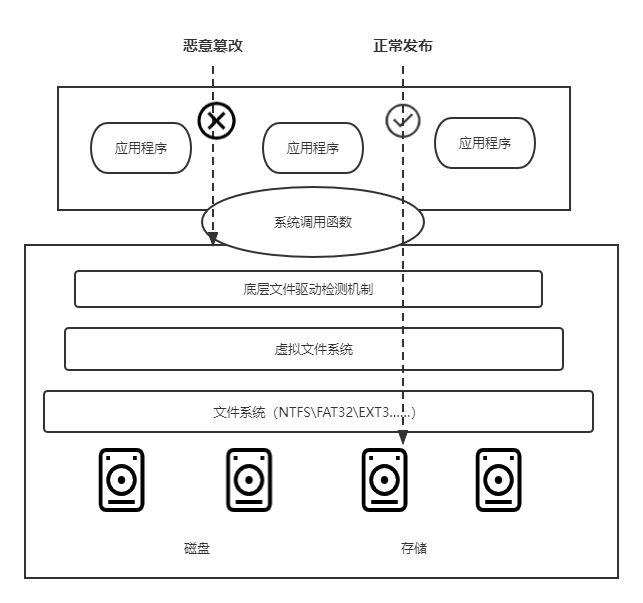 恶意篡改
正常发布
应用程序
应用程序
应用程序
系统调用函数
底层文件驱动检测机制
虚拟文件系统
文件系统（NTFS\FAT32\EXT3……）
磁盘
存储